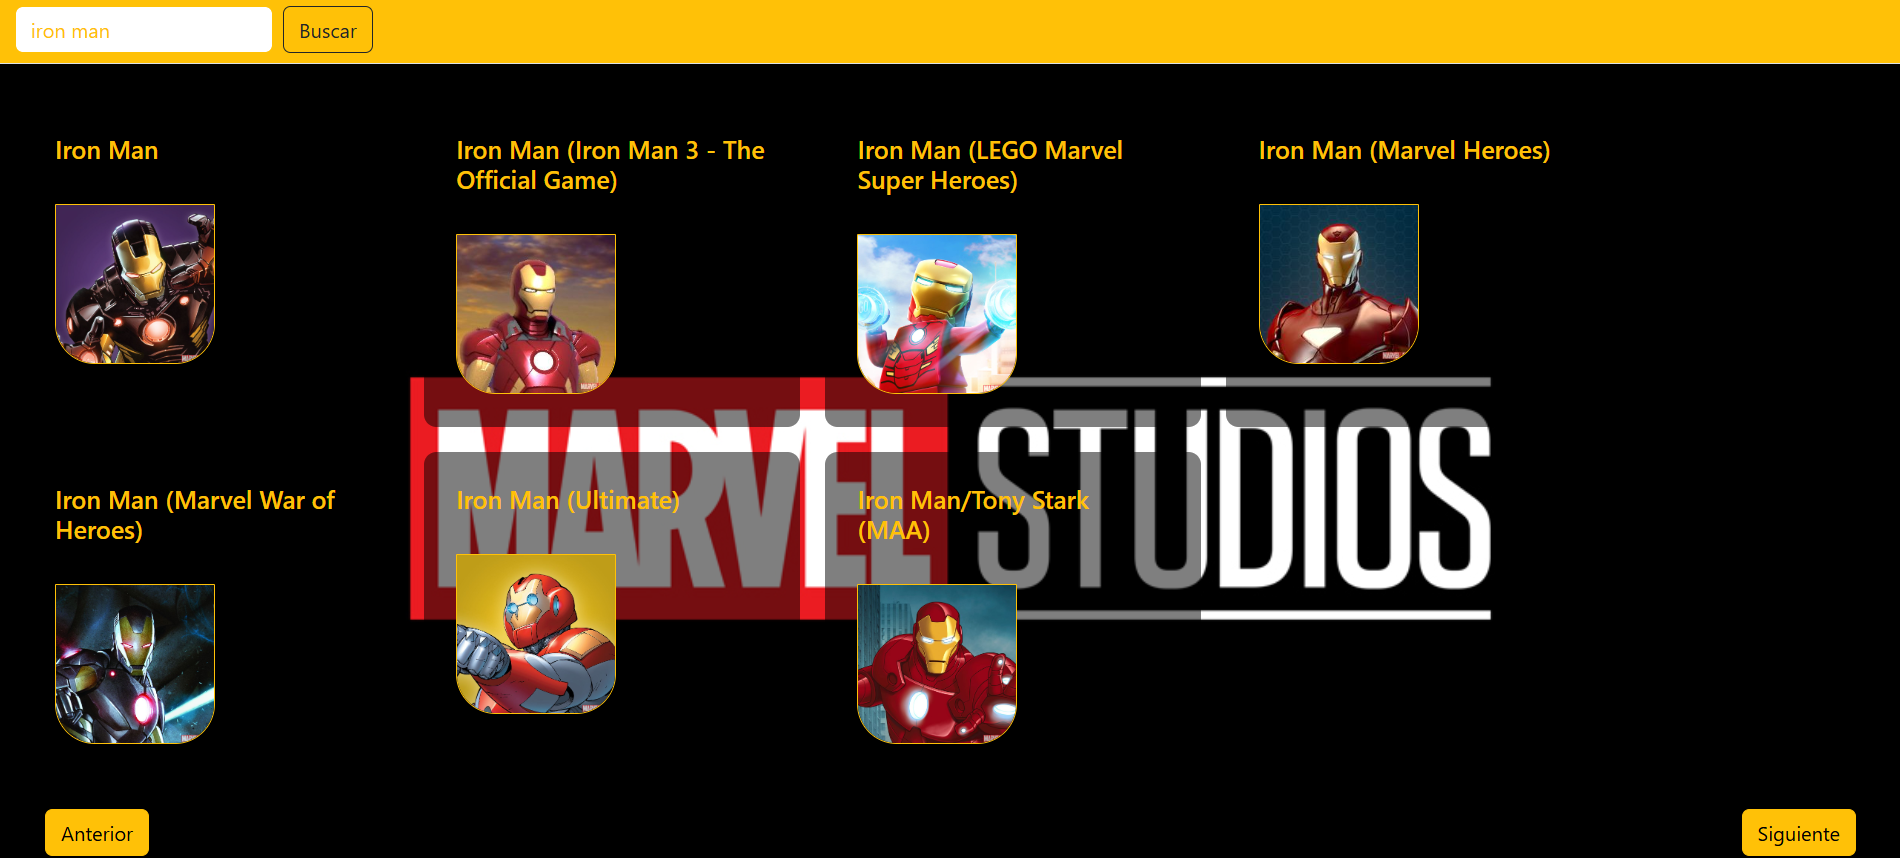 iron man
Buscar
Iron Man
Iron Man (Iron Man 3 - The
Official Game)
Iron Man (LEGO Marvel
Super Heroes)
Iron Man (Marvel Heroes)
MARVEL STUDIOS
Iron Man (Marvel War of
Heroes)
Iron Man (Ultimate)
Iron Man/Tony Stark
(MAA)
Anterior
Siguiente